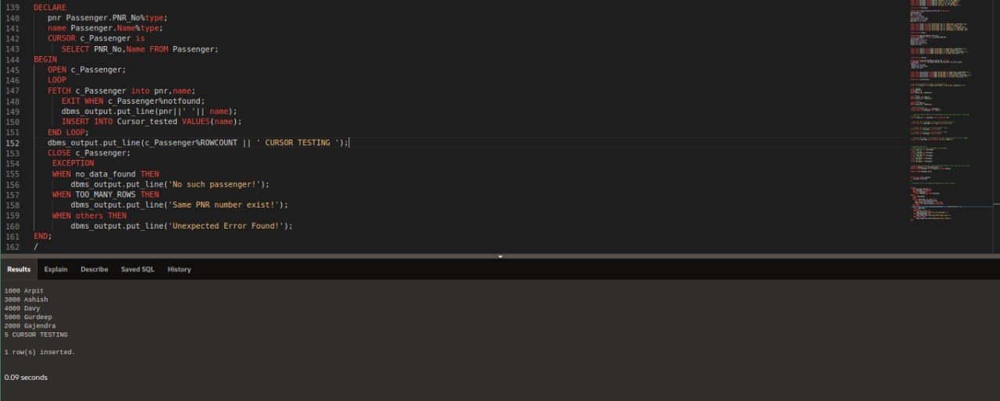 139 DECLARE
140 pnr Passenger.PNR_No%type;
141 name Passenger.Name%type;
142 CURSOR c_Passenger is
143 SELECT PNR_No,Name FROM Passenger;
144 BEGIN
145 OPEN c_Passenger;
146 LOOP
147 FETCH c_Passenger into pnr,name;
148 EXIT WHEN c_Passenger%notfound;
149 dbms_output.put_line(pnr||' '|| name);
150 INSERT INTO Cursor_tested VALUES(name);
151 END LOOP;
152 dbms_output.put_line(c_Passenger%ROWCOUNT || ' CURSOR TESTING ');
153 CLOSE c_Passenger;
154 EXCEPTION
155 WHEN no_data_found THEN
156 dbms_output.put_line('No such passenger!');
157 WHEN TOO_MANY_ROWS THEN
158 dbms_output.put_line('Same PNR number exist!');
159 WHEN others THEN
160 dbms_output.put_line('Unexpected Error Found!');
161 END;
162 /
Results Explain Describe Saved SQL History
1000 Arpit
3000 Ashish
4000 Davy
5000 Gurdeep
2000 Gajendra
5 CURSOR TESTING
1 row(s) inserted.
0.09 seconds